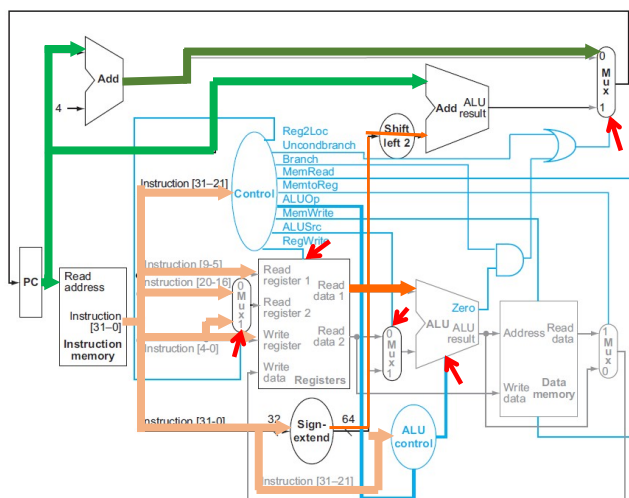 Add
4
Add
ALU
result
0
Mux
1
Shift
left 2
Reg2Loc
Uncondbranch
Branch
MemRead
MemtoReg
ALUOp
MemWrite
ALUSrc
RegWrite
Control
Instruction [31–21]
PC
Read
address
Instruction
[31–0]
Instruction
memory
Instruction [9-5]
Instruction [20-16]
Instruction [4-0]
0
Mux
1
Read
register 1
Read
register 2
Write
register
Write
data
Read
data 1
Read
data 2
Registers
0
Mux
1
Zero
ALU
ALU
result
Address
Read
data
Write
data
Data
memory
1
Mux
0
Instruction [31-0]
32
Sign-
extend
64
ALU
control
Instruction [31–21]